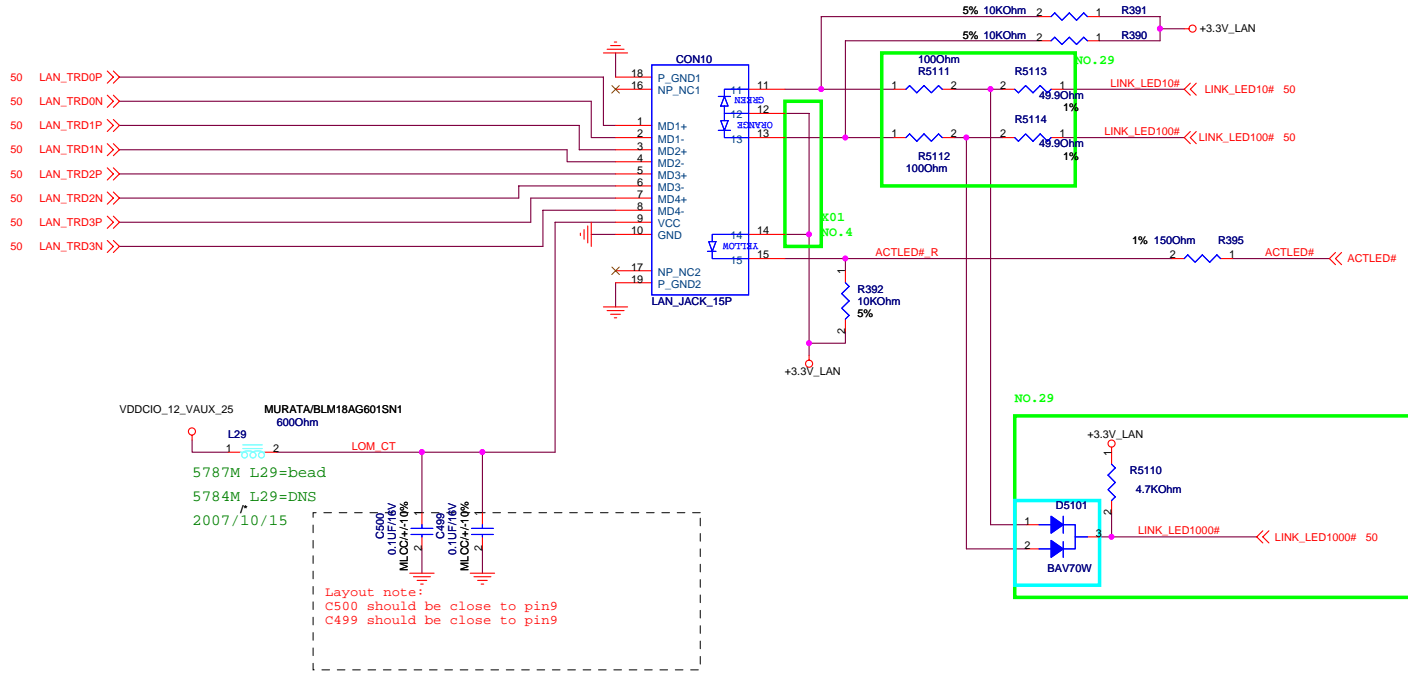 5% 10KOhm 2 1 R391
5% 10KOhm 2 1 R390
+3.3V_LAN
50 LAN_TRD0P
50 LAN_TRD0N
50 LAN_TRD1P
50 LAN_TRD1N
50 LAN_TRD2P
50 LAN_TRD2N
50 LAN_TRD3P
50 LAN_TRD3N
CON10
18 P_GND1
16 NP_NC1
1 MD1+
2 MD1-
3 MD2+
4 MD2-
5 MD3+
6 MD3-
7 MD4+
8 MD4-
9 VCC
10 GND
17 NP_NC2
19 P_GND2
LAN_JACK_15P
11 GREEN 11
12 12
ORANGE
13 13
14 14
YELLOW
15 15
100Ohm
R5111
1 2
R5113
2 1
49.9Ohm
1%
NO.29
LINK_LED10# LINK_LED10# 50
1 2
R5112
100Ohm
R5114
2 1
49.9Ohm
1%
LINK_LED100# LINK_LED100# 50
X01
NO.4
ACTLED#_R
1% 150Ohm R395
2 1
ACTLED# ACTLED#
1
R392
10KOhm
5%
2
+3.3V_LAN
VDDCIO_12_VAUX_25
MURATA/BLM18AG601SN1
600Ohm
L29
1 2
LOM_CT
5787M L29=bead
5784M L29=DNS
/*
2007/10/15
C500
0.1UF/16V
MLCC/+/-10%
1
2
C499
0.1UF/16V
MLCC/+/-10%
1
2
Layout note:
C500 should be close to pin9
C499 should be close to pin9
NO.29
+3.3V_LAN
1
R5110
4.7KOhm
2
D5101
1
2
3
BAV70W
LINK_LED1000# LINK_LED1000# 50